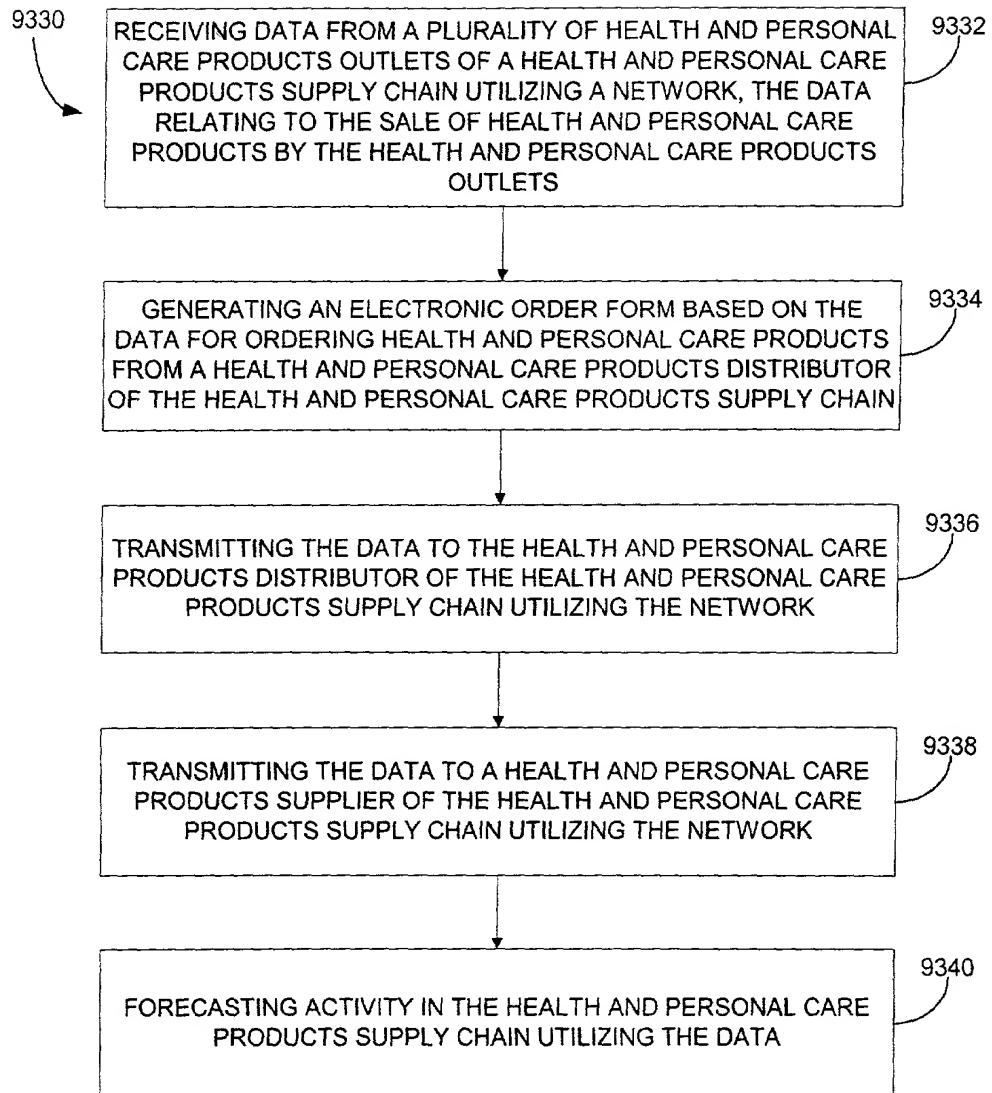 9330
RECEIVING DATA FROM A PLURALITY OF HEALTH AND PERSONAL
CARE PRODUCTS OUTLETS OF A HEALTH AND PERSONAL CARE
PRODUCTS SUPPLY CHAIN UTILIZING A NETWORK, THE DATA
RELATING TO THE SALE OF HEALTH AND PERSONAL CARE
PRODUCTS BY THE HEALTH AND PERSONAL CARE PRODUCTS
OUTLETS
9332
GENERATING AN ELECTRONIC ORDER FORM BASED ON THE
DATA FOR ORDERING HEALTH AND PERSONAL CARE PRODUCTS
FROM A HEALTH AND PERSONAL CARE PRODUCTS DISTRIBUTOR
OF THE HEALTH AND PERSONAL CARE PRODUCTS SUPPLY CHAIN
9334
TRANSMITTING THE DATA TO THE HEALTH AND PERSONAL CARE
PRODUCTS DISTRIBUTOR OF THE HEALTH AND PERSONAL CARE
PRODUCTS SUPPLY CHAIN UTILIZING THE NETWORK
9336
TRANSMITTING THE DATA TO A HEALTH AND PERSONAL CARE
PRODUCTS SUPPLIER OF THE HEALTH AND PERSONAL CARE
PRODUCTS SUPPLY CHAIN UTILIZING THE NETWORK
9338
FORECASTING ACTIVITY IN THE HEALTH AND PERSONAL CARE
PRODUCTS SUPPLY CHAIN UTILIZING THE DATA
9340